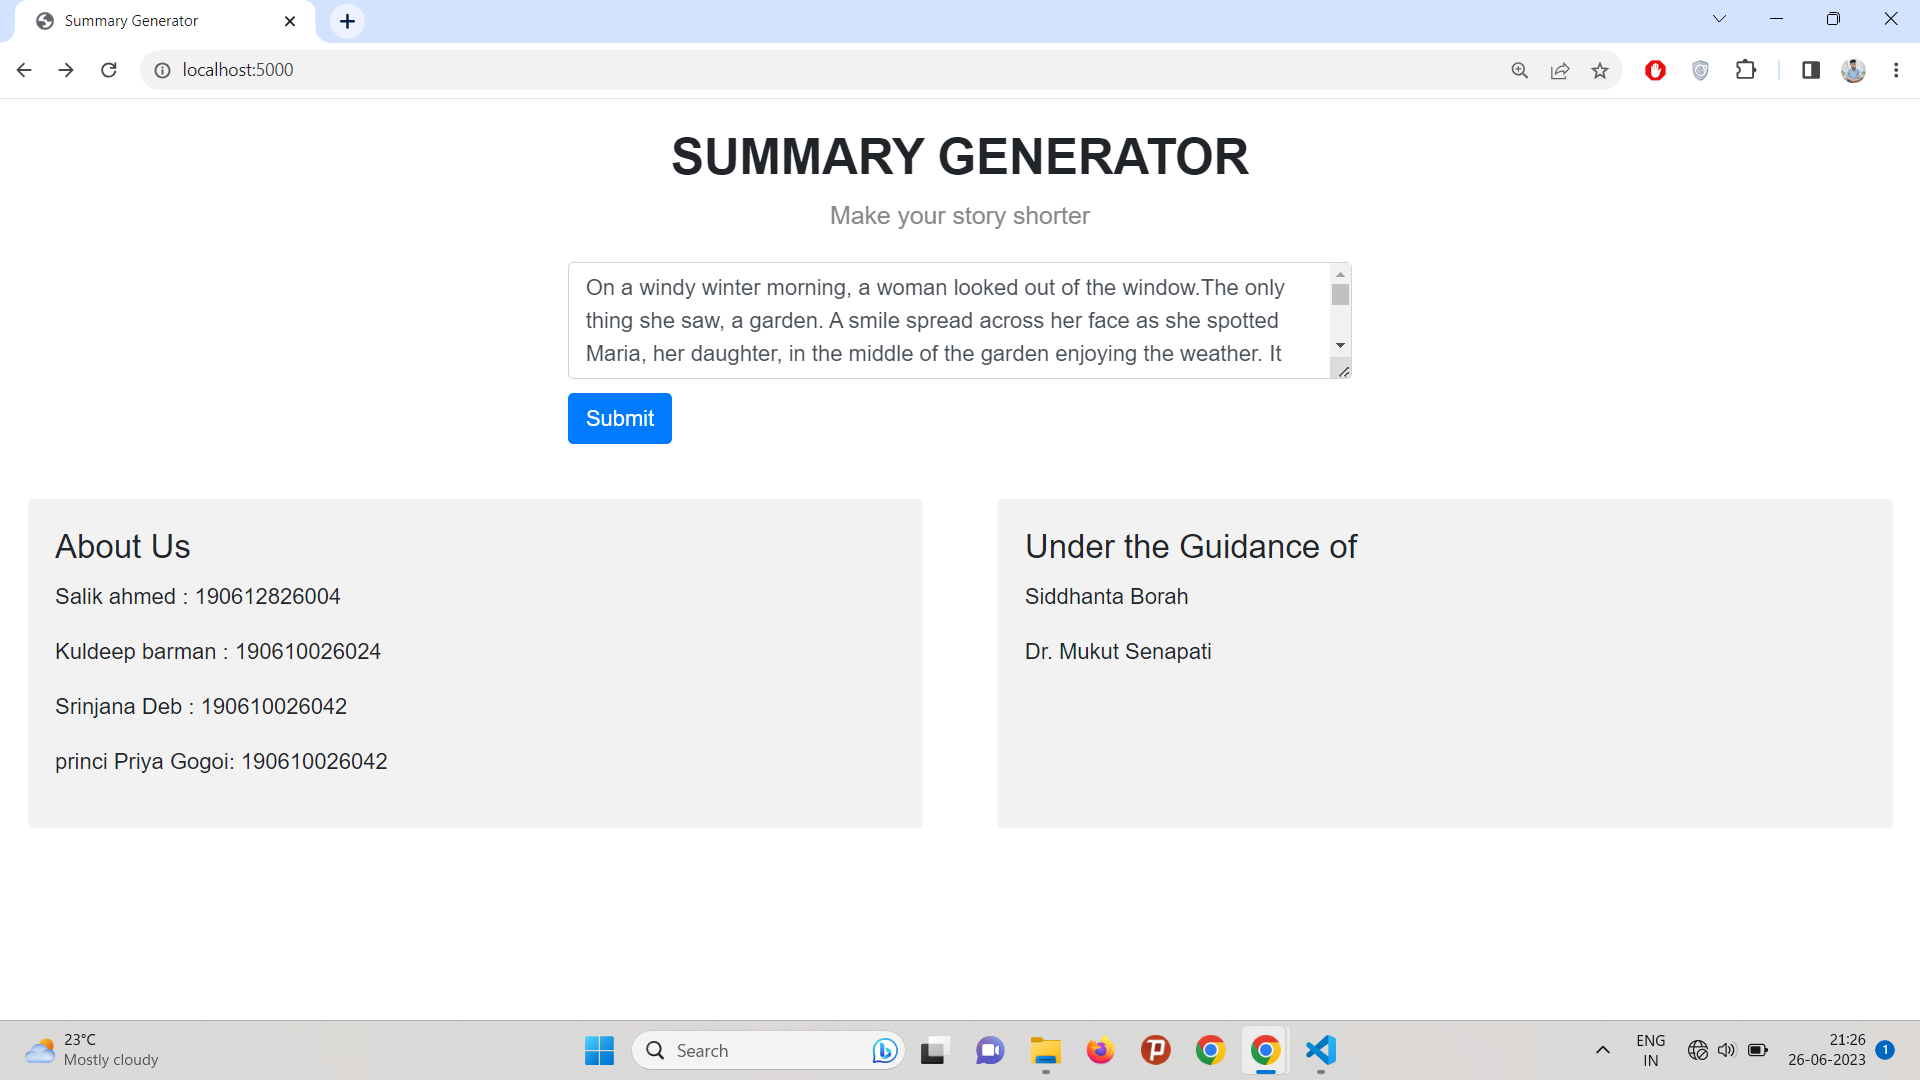 Summary Generator
localhost:5000
SUMMARY GENERATOR
Make your story shorter
On a windy winter morning, a woman looked out of the window.The only
thing she saw, a garden. A smile spread across her face as she spotted
Maria, her daughter, in the middle of the garden enjoying the weather. It
Submit
About Us
Salik ahmed : 190612826004
Kuldeep barman : 190610026024
Srinjana Deb : 190610026042
princi Priya Gogoi: 190610026042
Under the Guidance of
Siddhanta Borah
Dr. Mukut Senapati
23°C
Mostly cloudy
Search
ENG
IN
21:26
26-06-2023
1